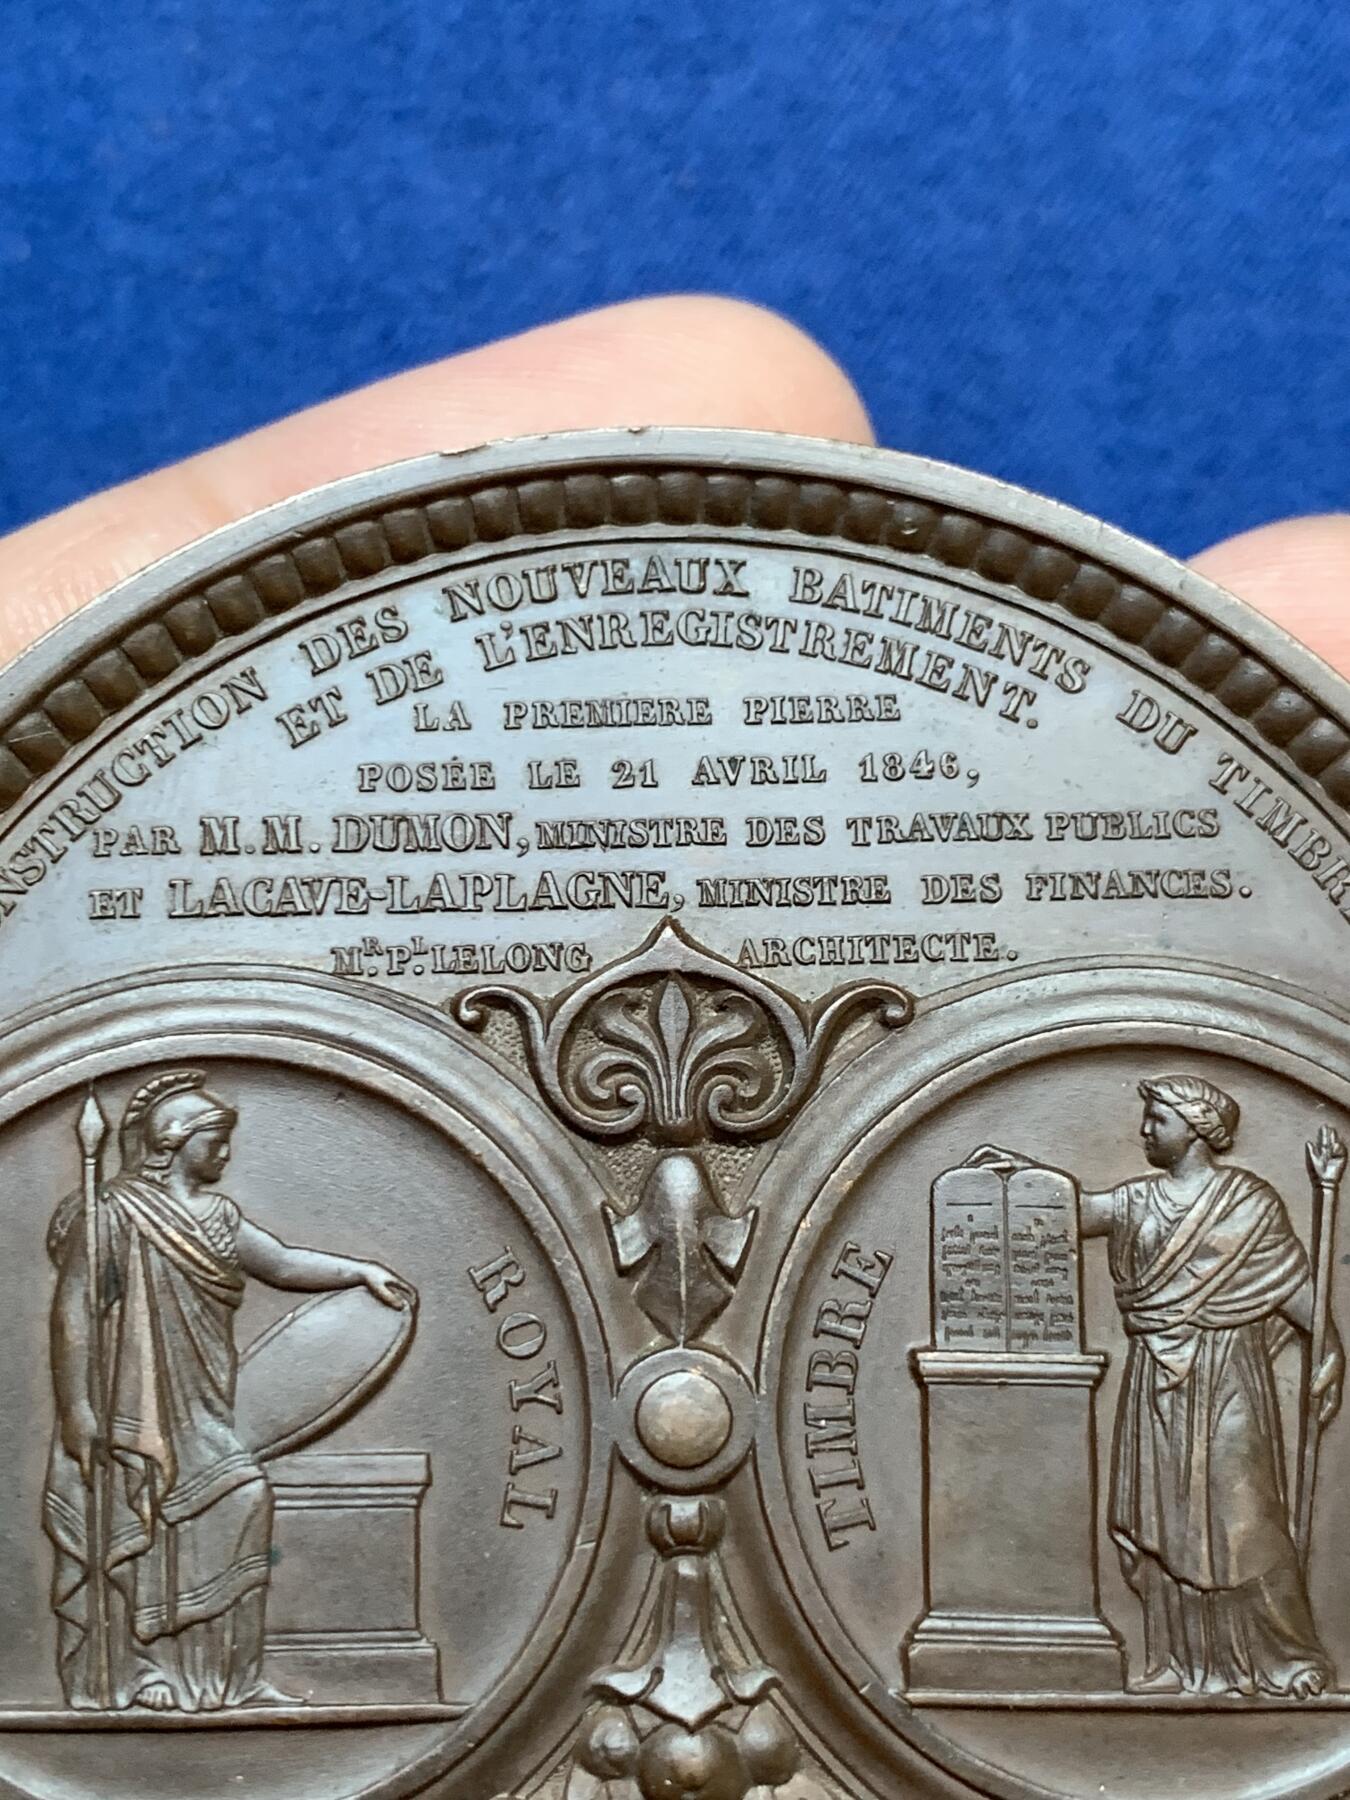 NSTRUCTION DES NOUVEAUX BATIMENTS DU TIMBR
ET DE L'ENREGISTREMENT.
LA PREMIERE PIERRE
POSÉE LE 21 AVRIL 1846,
PAR M.M. DUMON, MINISTRE DES TRAVAUX PUBLICS
ET LACAVE-LAPLAGNE, MINISTRE DES FINANCES.
MR. PL. LELONG ARCHITECTE.
ROYAL
TIMBRE